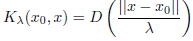 K_λ(x_0, x) = D(||x − x_0|| / λ)